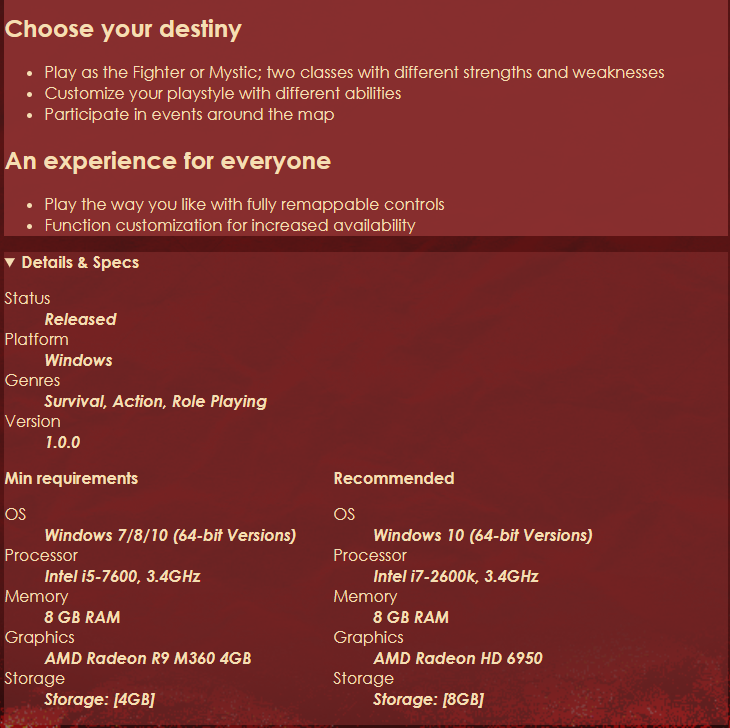 Choose your destiny
Play as the Fighter or Mystic; two classes with different strengths and weaknesses
Customize your playstyle with different abilities
Participate in events around the map
An experience for everyone
Play the way you like with fully remappable controls
Function customization for increased availability
Details & Specs
Status
Released
Platform
Windows
Genres
Survival, Action, Role Playing
Version
1.0.0
Min requirements
OS
Windows 7/8/10 (64-bit Versions)
Processor
Intel i5-7600, 3.4GHz
Memory
8 GB RAM
Graphics
AMD Radeon R9 M360 4GB
Storage
Storage: [4GB]
Recommended
OS
Windows 10 (64-bit Versions)
Processor
Intel i7-2600k, 3.4GHz
Memory
8 GB RAM
Graphics
AMD Radeon HD 6950
Storage
Storage: [8GB]